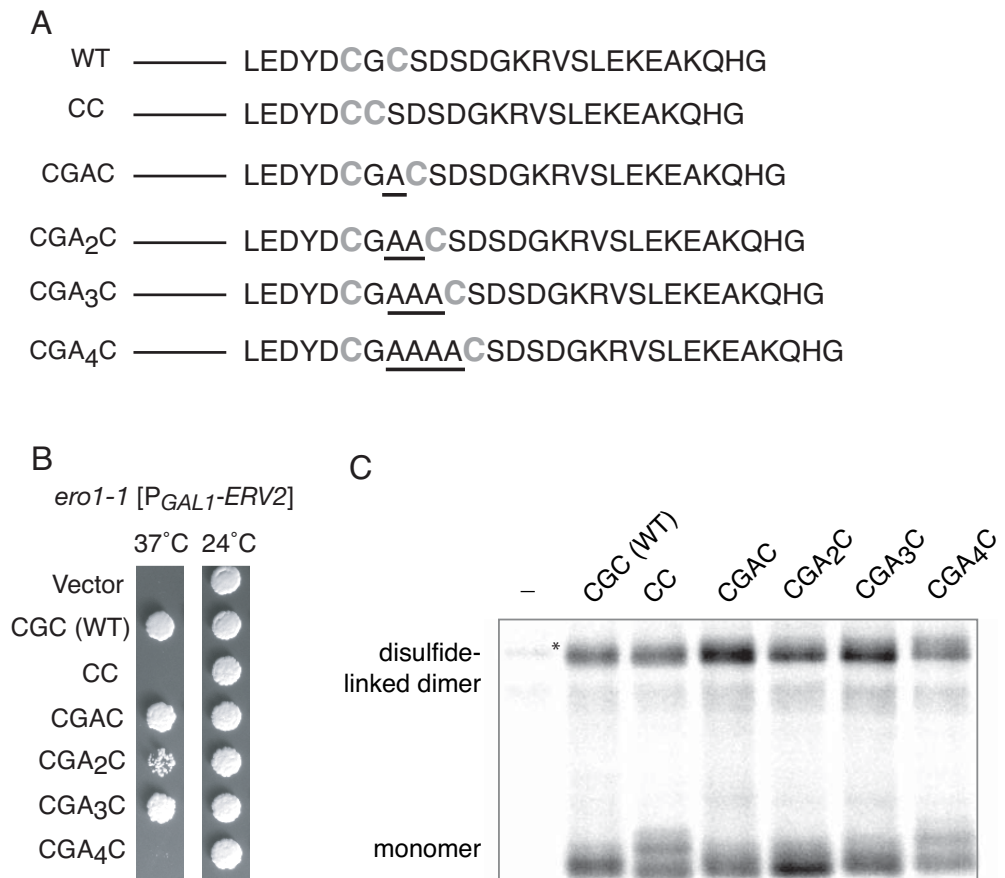 A
WT LEDYDCGCSDSDGKRVSLEKEAKQHG
CC LEDYDCCSDSDGKRVSLEKEAKQHG
CGAC LEDYDCGACSDSDGKRVSLEKEAKQHG
CGA2C LEDYDCGAACSDSDGKRVSLEKEAKQHG
CGA3C LEDYDCGAAACSDSDGKRVSLEKEAKQHG
CGA4C LEDYDCGAAAACSDSDGKRVSLEKEAKQHG
B
ero1-1 [PGAL1-ERV2]
37˚C 24˚C
Vector
CGC (WT)
CC
CGAC
CGA2C
CGA3C
CGA4C
C
– CGC (WT) CC CGAC CGA2C CGA3C CGA4C
disulfide-
linked dimer
*
monomer